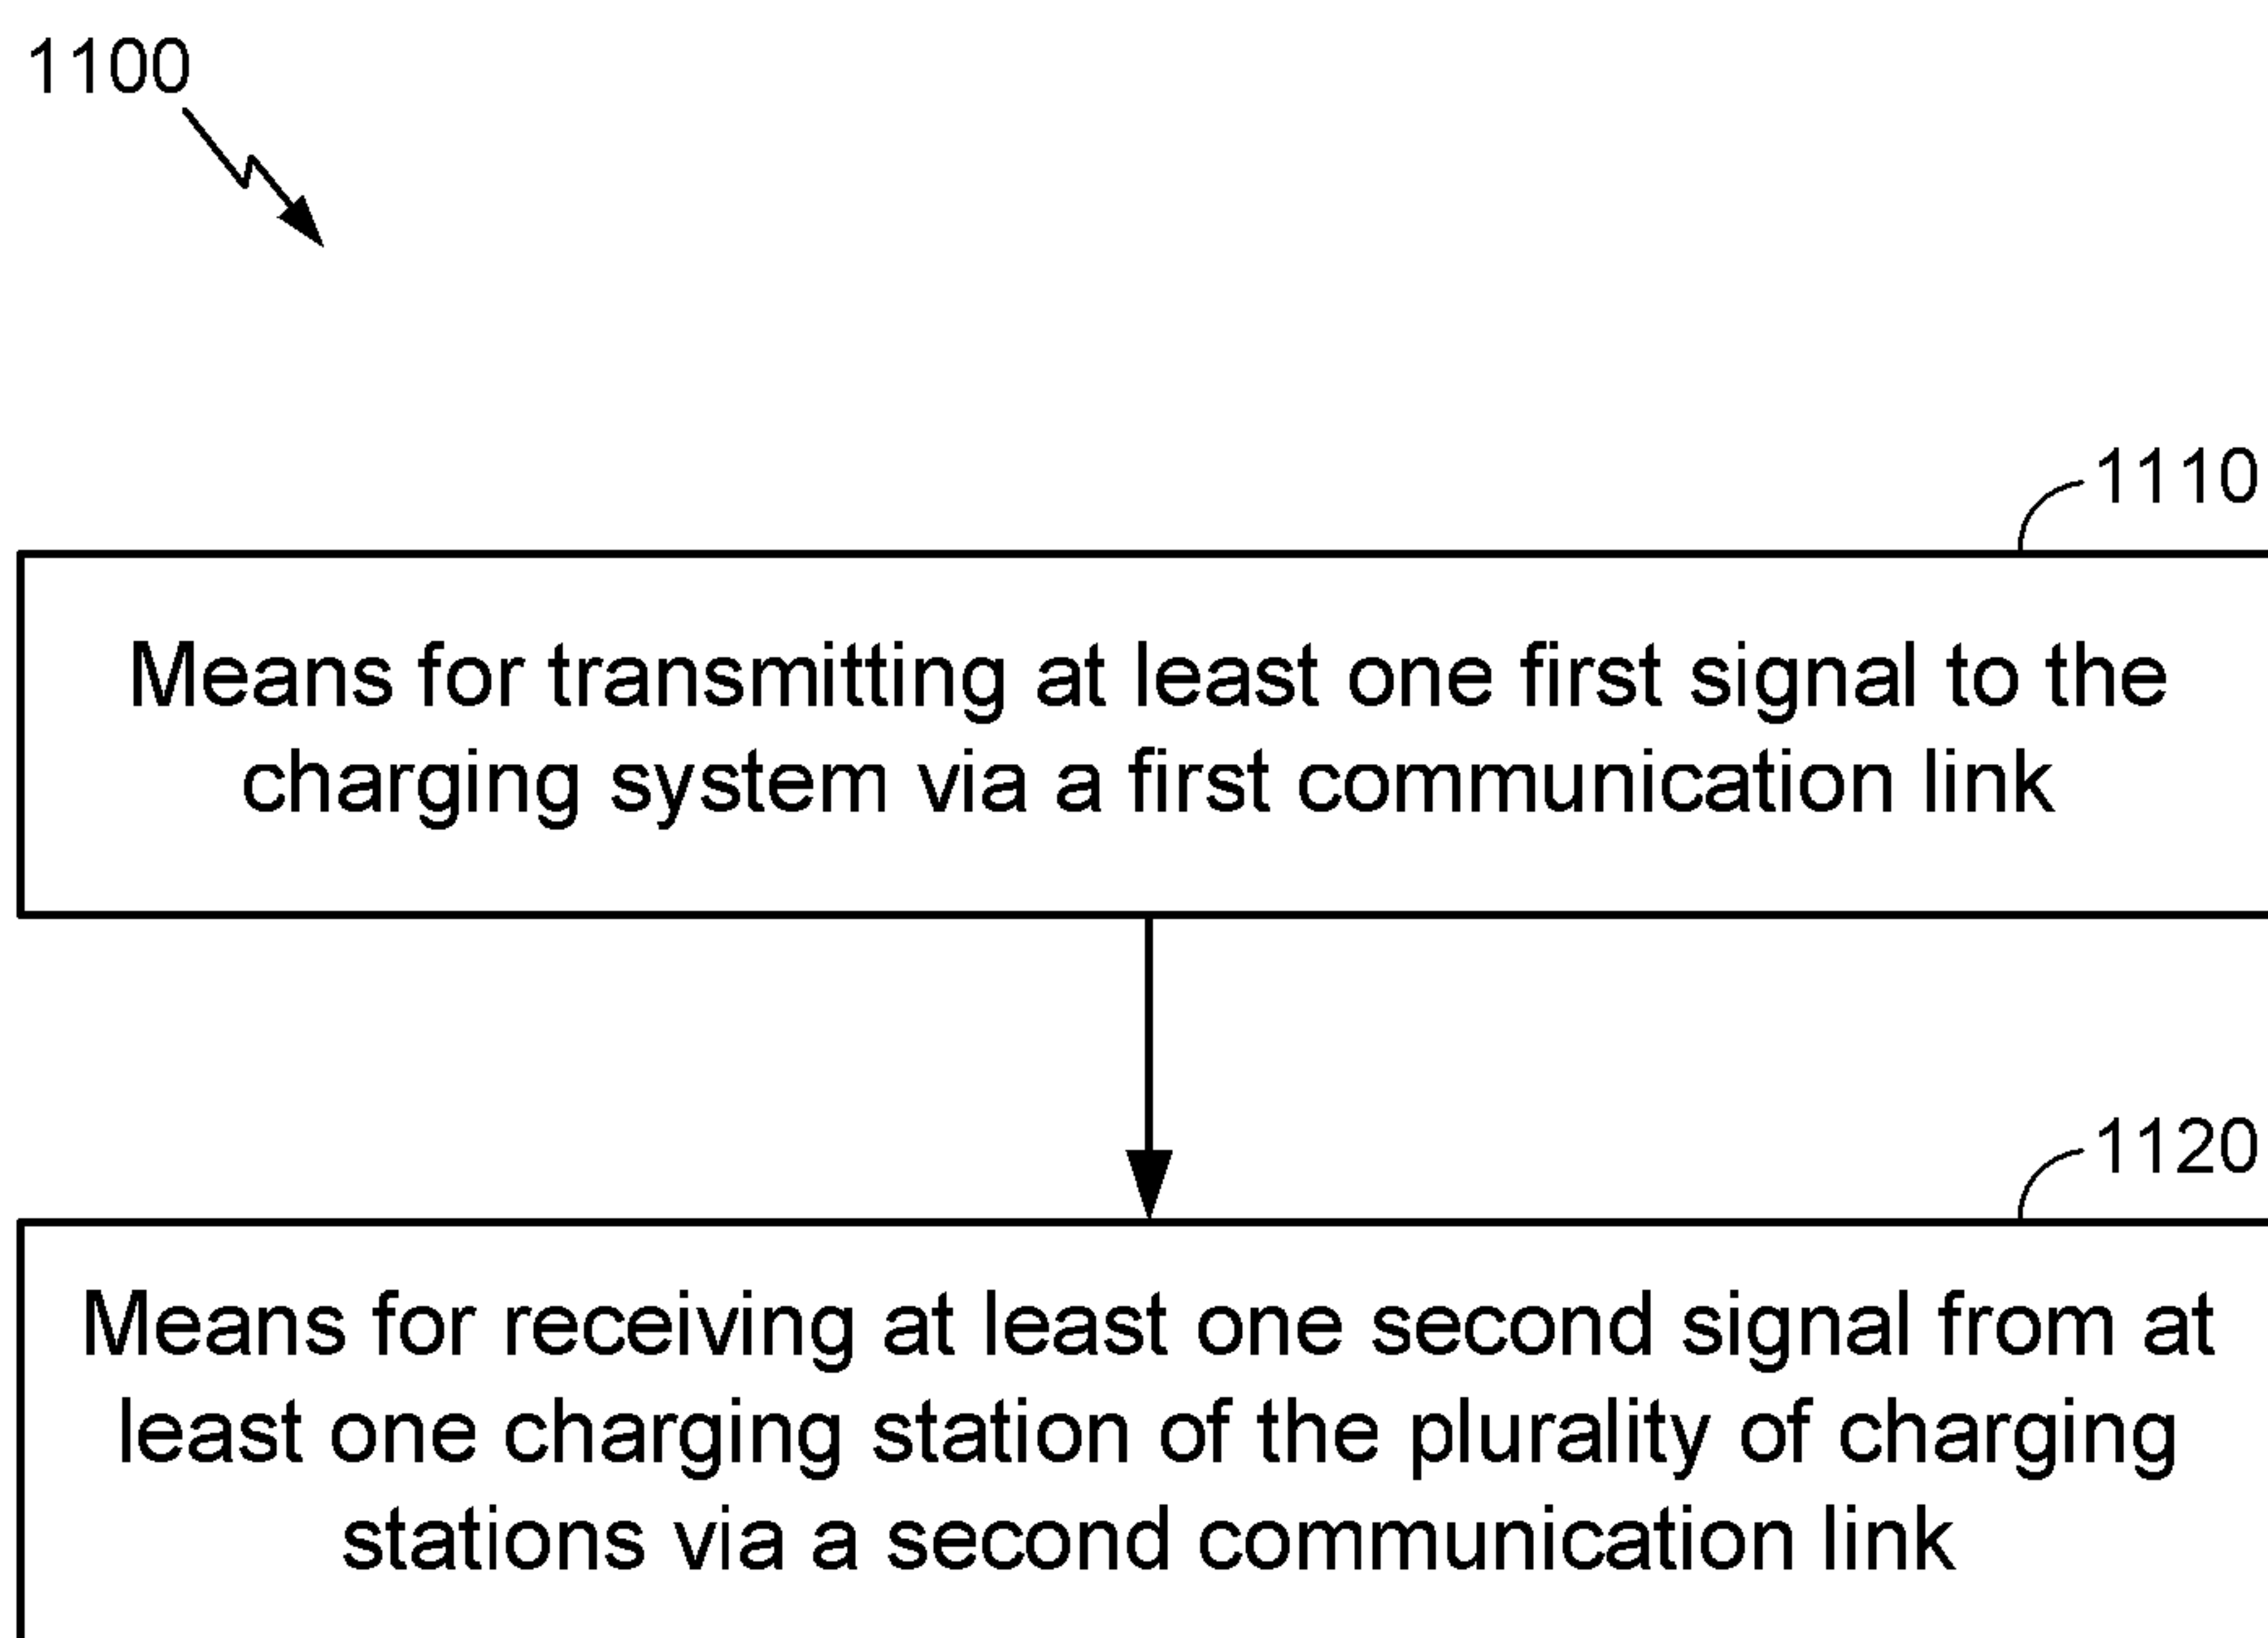 1100
1110
Means for transmitting at least one first signal to the
charging system via a first communication link
1120
Means for receiving at least one second signal from at
least one charging station of the plurality of charging
stations via a second communication link